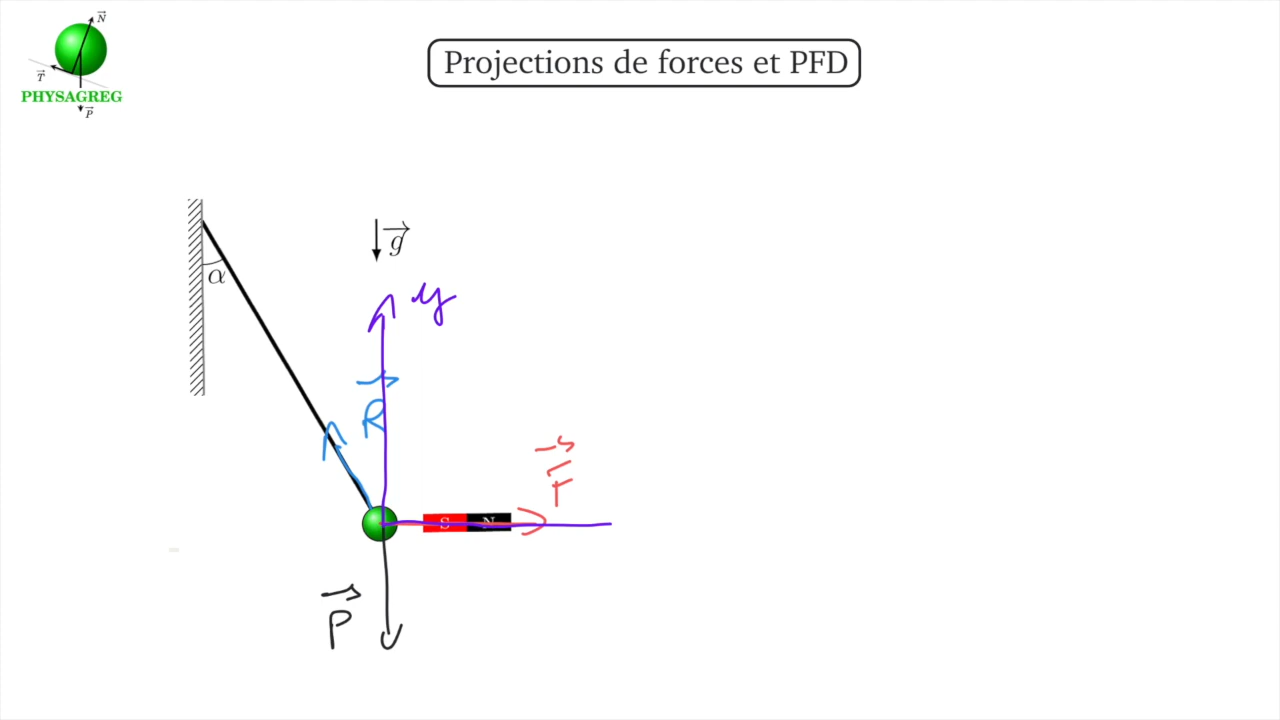 Projections de forces et PFD
N
T
PHYSAGREG
P
g
α
y
R
F
S N
P